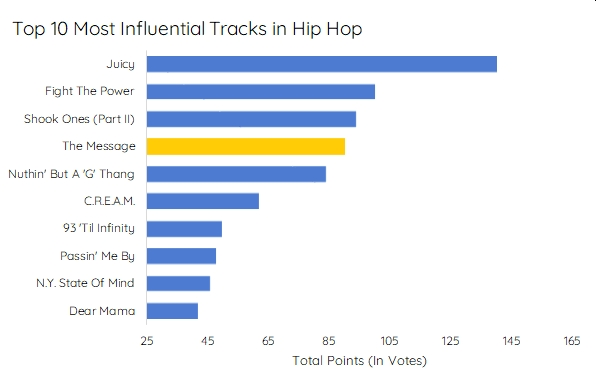 Top 10 Most Influential Tracks in Hip Hop
Juicy
Fight The Power
Shook Ones (Part II)
The Message
Nuthin' But A 'G' Thang
C.R.E.A.M.
93 'Til Infinity
Passin' Me By
N.Y. State Of Mind
Dear Mama
25 45 65 85 105 125 145 165
Total Points (In Votes)